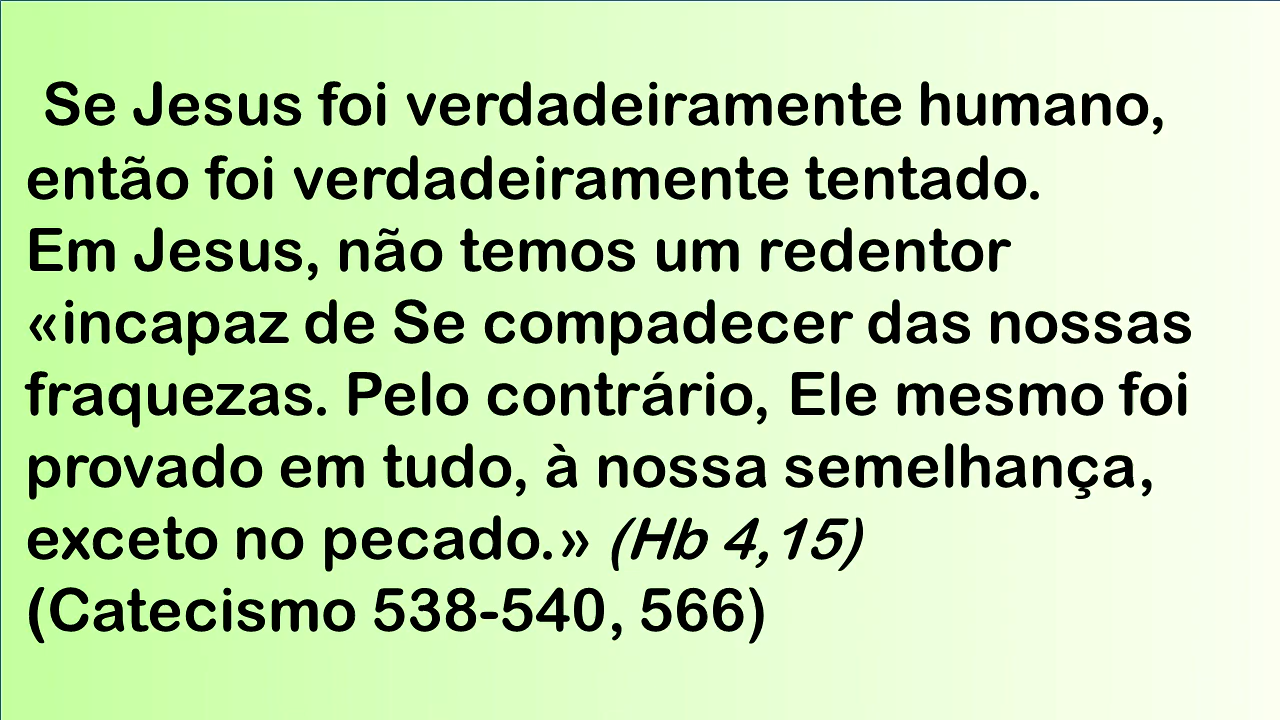 Se Jesus foi verdadeiramente humano,
então foi verdadeiramente tentado.
Em Jesus, não temos um redentor
«incapaz de Se compadecer das nossas
fraquezas. Pelo contrário, Ele mesmo foi
provado em tudo, à nossa semelhança,
exceto no pecado.» (Hb 4,15)
(Catecismo 538-540, 566)